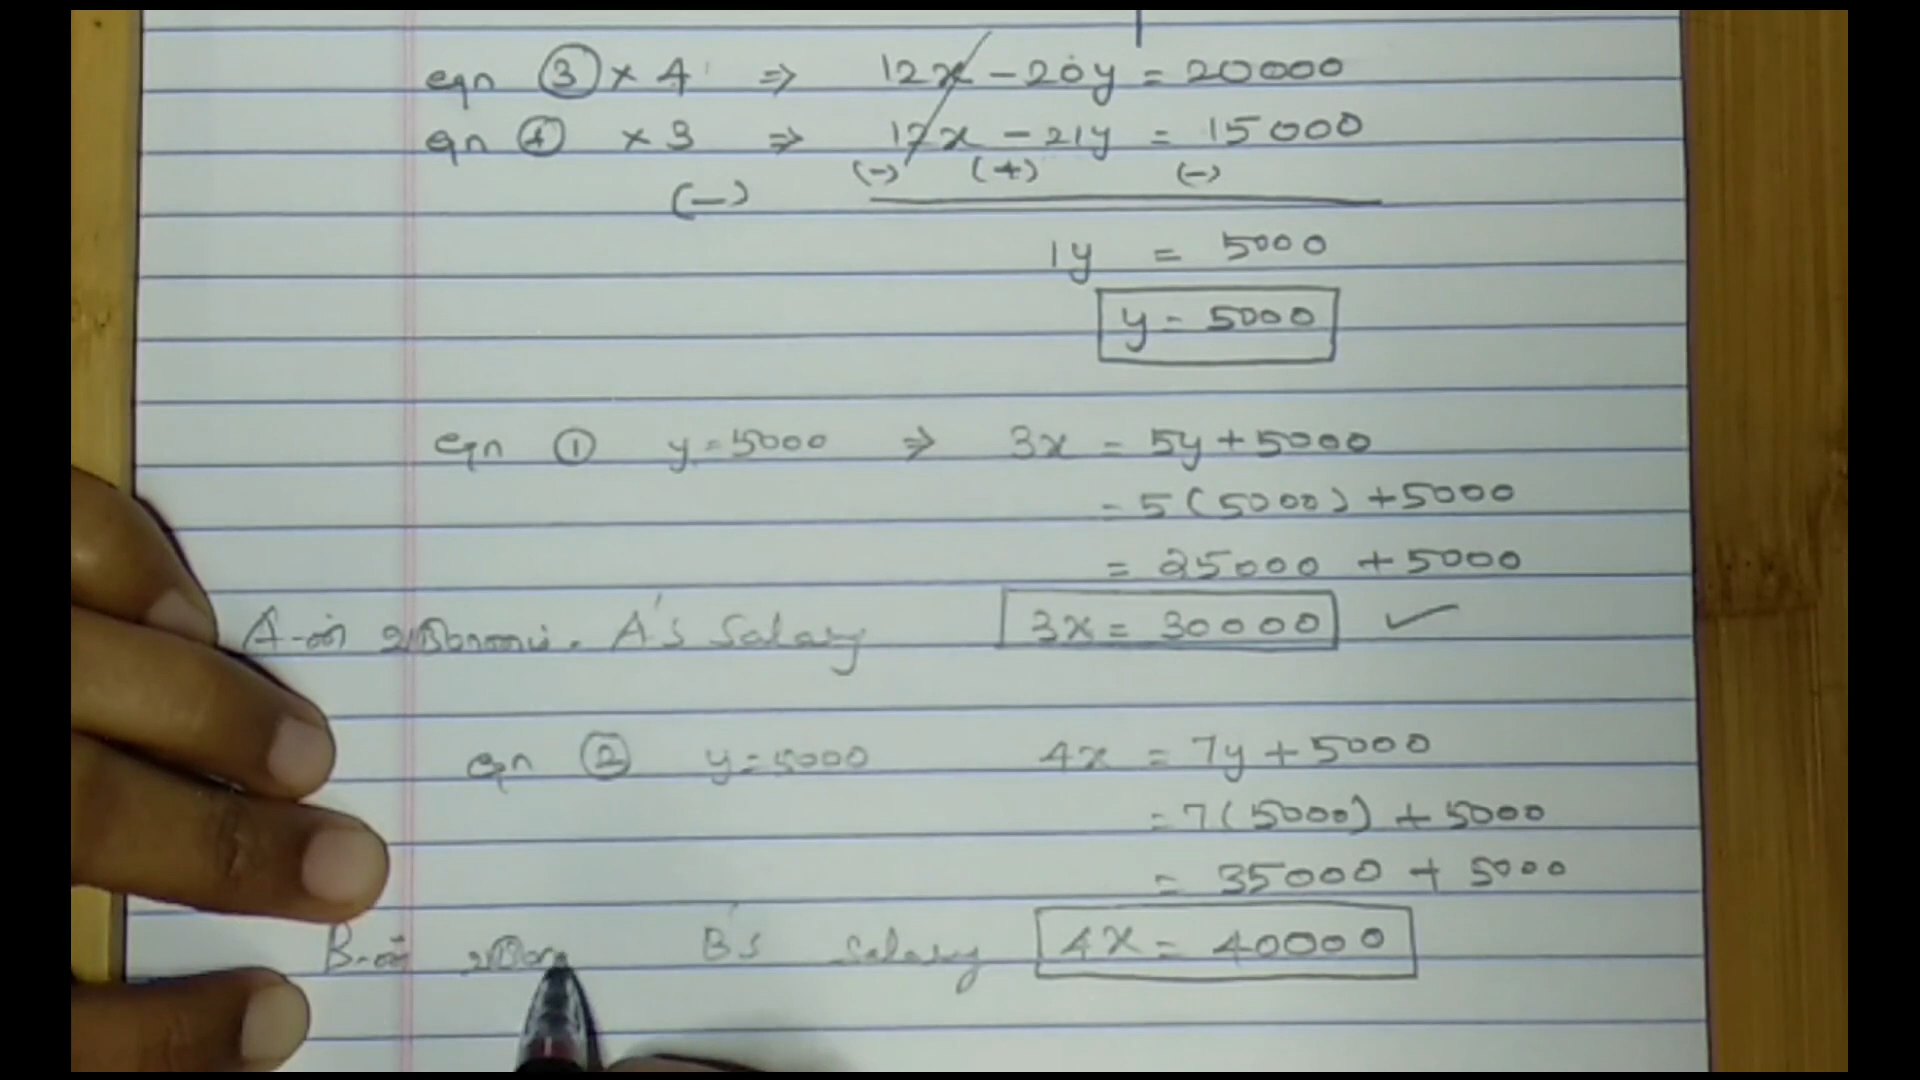 eqn ③ × 4 ⇒ 12x - 20y = 20000
eqn ④ × 3 ⇒ 12x - 21y = 15000
(-) (+) (-)
(-)
1y = 5000
y = 5000
eqn ① y = 5000 ⇒ 3x = 5y + 5000
= 5(5000) + 5000
= 25000 + 5000
A-ன் ஊதியம். A's Salary 3x = 30000 ✓
eqn ② y = 5000 4x = 7y + 5000
= 7(5000) + 5000
= 35000 + 5000
B-ன் B's Salary 4x = 40000